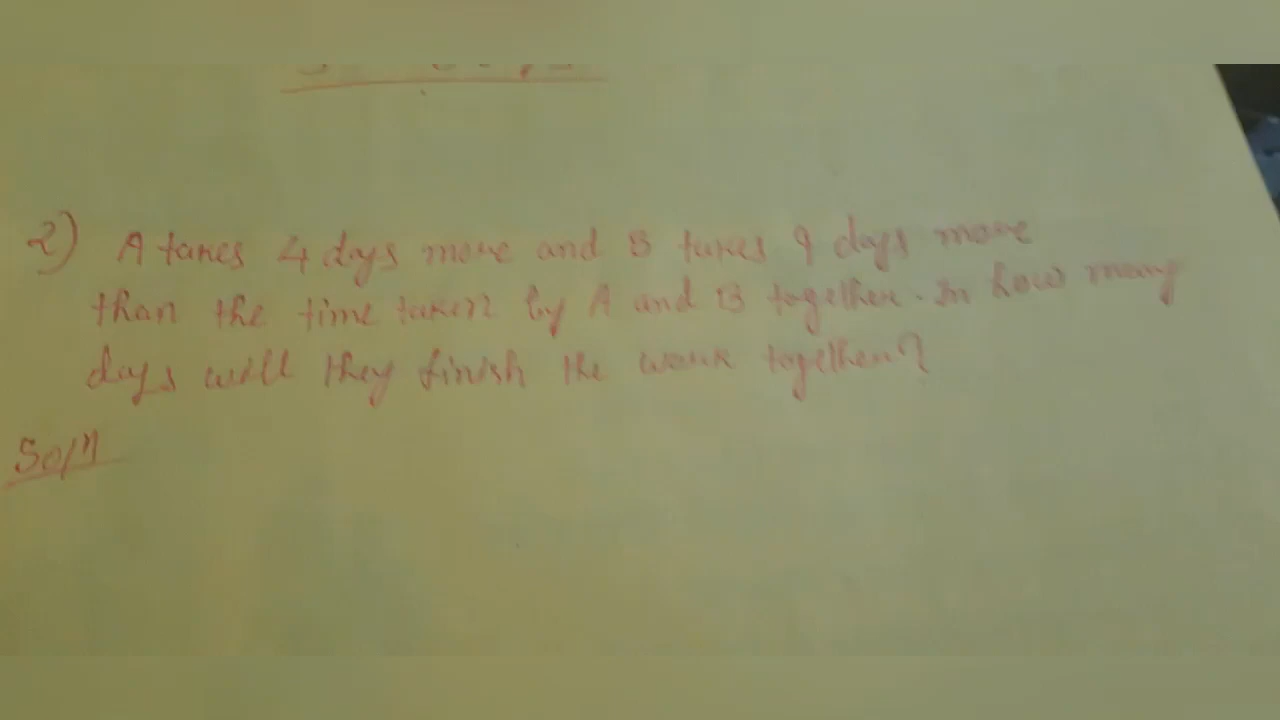 2) A takes 4 days more and B takes 9 days more
than the time taken by A and B together. In how many
days will they finish the work together?
Soln